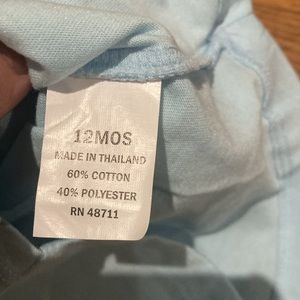 12MOS
MADE IN THAILAND
60% COTTON
40% POLYESTER
RN 48711